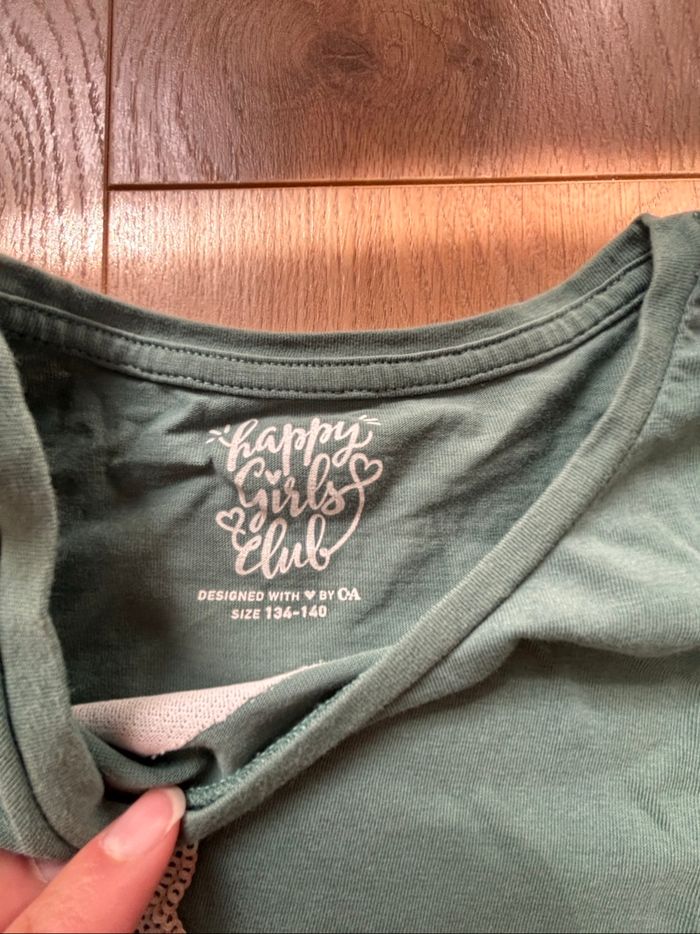 happy
Girls
Club
DESIGNED WITH ♥ BY C&A
SIZE 134-140